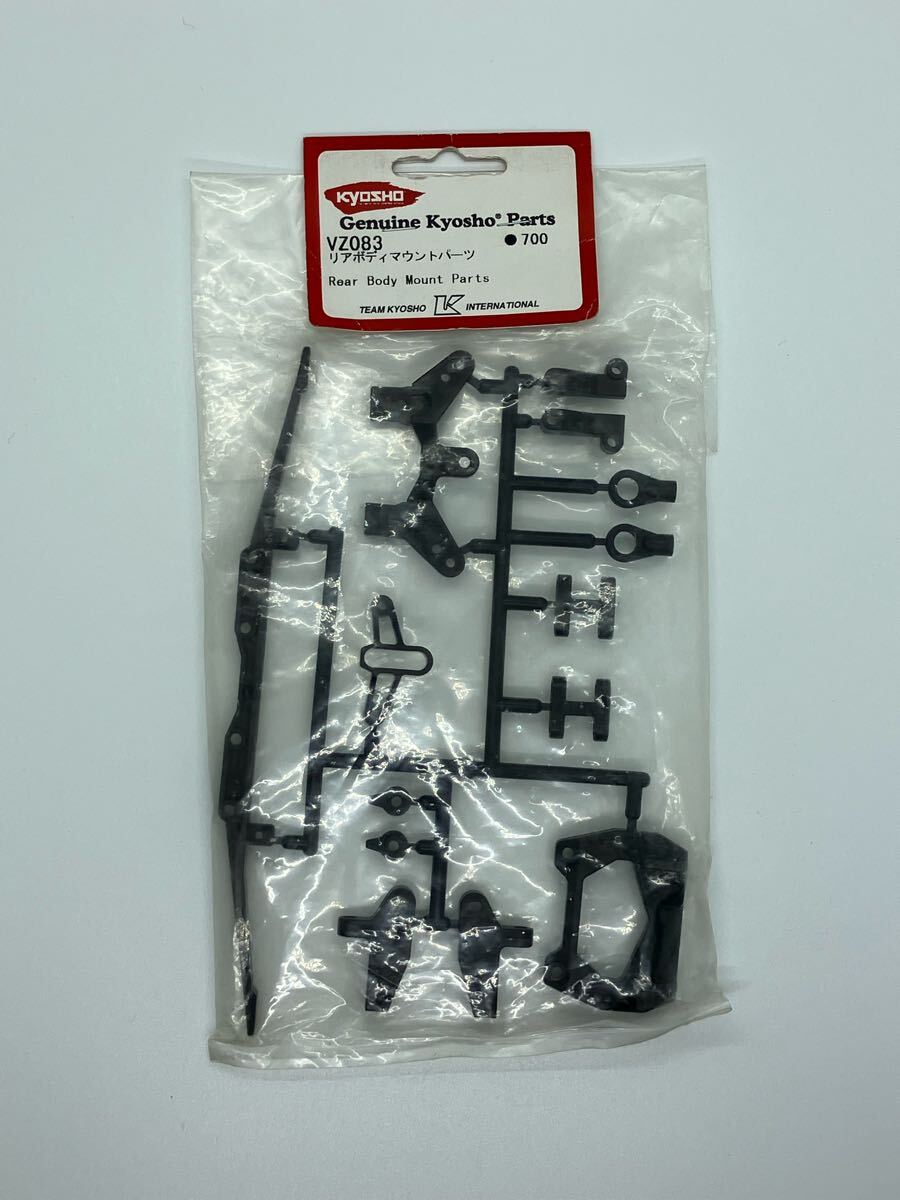 KYOSHO
Genuine Kyosho® Parts
VZ083 ●700
リアボディマウントパーツ
Rear Body Mount Parts
TEAM KYOSHO K INTERNATIONAL